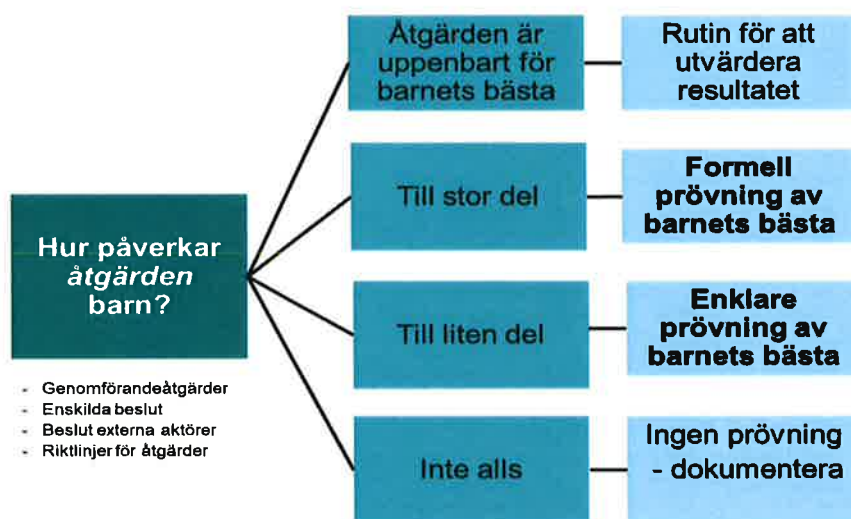 Hur påverkar
åtgärden
barn?
- Genomförandeåtgärder
- Enskilda beslut
- Beslut externa aktörer
- Riktlinjer för åtgärder
Åtgärden är
uppenbart för
barnets bästa
Rutin för att
utvärdera
resultatet
Till stor del
Formell
prövning av
barnets bästa
Till liten del
Enklare
prövning av
barnets bästa
Inte alls
Ingen prövning
- dokumentera